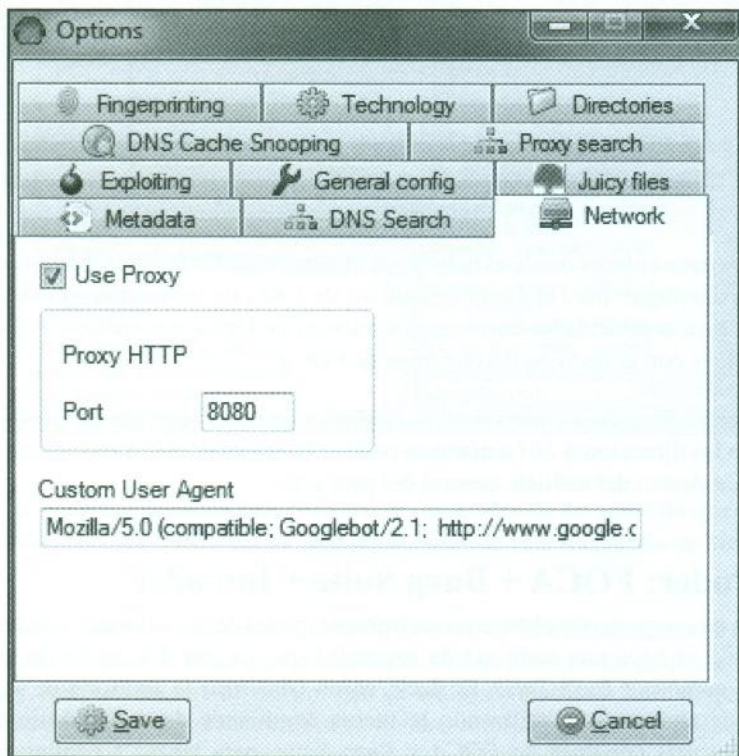 Options
Fingerprinting
Technology
Directories
DNS Cache Snooping
Proxy search
Exploiting
General config
Juicy files
Metadata
DNS Search
Network
Use Proxy
Proxy HTTP
Port
8080
Custom User Agent
Mozilla/5.0 (compatible; Googlebot/2.1; http://www.google.c
Save
Cancel